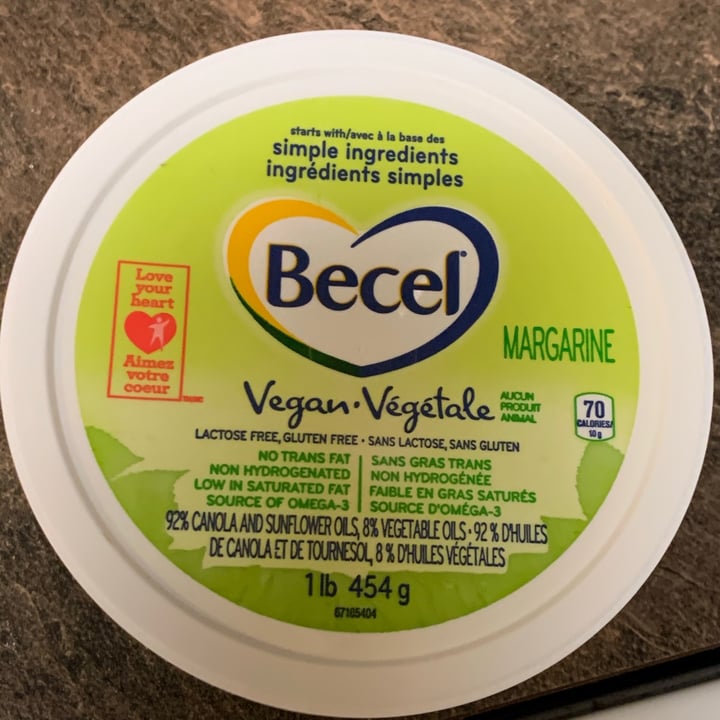 starts with/avec à la base des
simple ingredients
ingrédients simples
Becel
Love
your
heart
Aimez
votre
coeur
MARGARINE
Vegan·Végétale
AUCUN
PRODUIT
ANIMAL
70
CALORIES/
10 g
LACTOSE FREE, GLUTEN FREE · SANS LACTOSE, SANS GLUTEN
NO TRANS FAT
NON HYDROGENATED
LOW IN SATURATED FAT
SOURCE OF OMEGA-3
SANS GRAS TRANS
NON HYDROGÉNÉE
FAIBLE EN GRAS SATURÉS
SOURCE D'OMÉGA-3
92% CANOLA AND SUNFLOWER OILS, 8% VEGETABLE OILS · 92 % D'HUILES
DE CANOLA ET DE TOURNESOL, 8 % D'HUILES VÉGÉTALES
1 lb 454 g
67165404